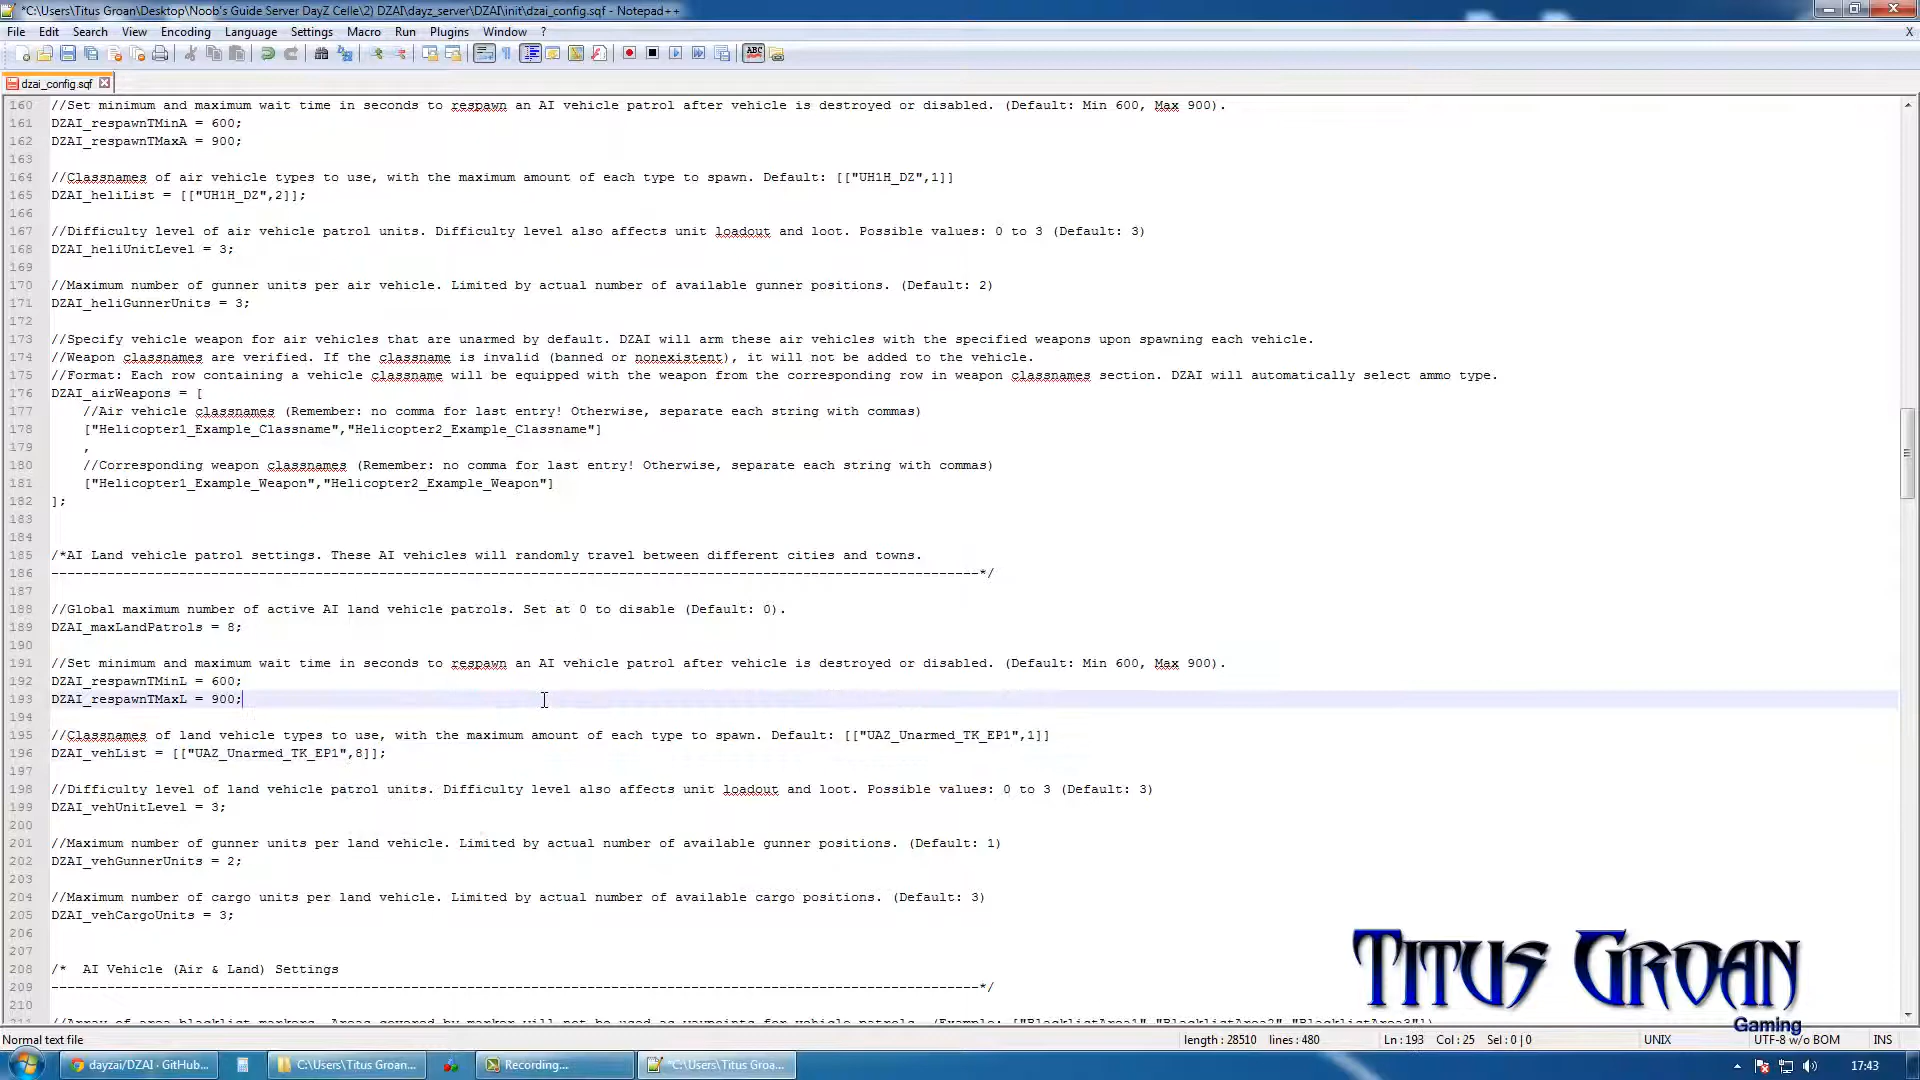 *C:\Users\Titus Groan\Desktop\Noob's Guide Server DayZ Celle\2) DZAI\dayz_server\DZAI\init\dzai_config.sqf - Notepad++
File Edit Search View Encoding Language Settings Macro Run Plugins Window ? X
ABC
dzai_config.sqf
160 //Set minimum and maximum wait time in seconds to respawn an AI vehicle patrol after vehicle is destroyed or disabled. (Default: Min 600, Max 900).
161 DZAI_respawnTMinA = 600;
162 DZAI_respawnTMaxA = 900;
163
164 //Classnames of air vehicle types to use, with the maximum amount of each type to spawn. Default: [["UH1H_DZ",1]]
165 DZAI_heliList = [["UH1H_DZ",2]];
166
167 //Difficulty level of air vehicle patrol units. Difficulty level also affects unit loadout and loot. Possible values: 0 to 3 (Default: 3)
168 DZAI_heliUnitLevel = 3;
169
170 //Maximum number of gunner units per air vehicle. Limited by actual number of available gunner positions. (Default: 2)
171 DZAI_heliGunnerUnits = 3;
172
173 //Specify vehicle weapon for air vehicles that are unarmed by default. DZAI will arm these air vehicles with the specified weapons upon spawning each vehicle.
174 //Weapon classnames are verified. If the classname is invalid (banned or nonexistent), it will not be added to the vehicle.
175 //Format: Each row containing a vehicle classname will be equipped with the weapon from the corresponding row in weapon classnames section. DZAI will automatically select ammo type.
176 DZAI_airWeapons = [
177 //Air vehicle classnames (Remember: no comma for last entry! Otherwise, separate each string with commas)
178 ["Helicopter1_Example_Classname","Helicopter2_Example_Classname"]
179 ,
180 //Corresponding weapon classnames (Remember: no comma for last entry! Otherwise, separate each string with commas)
181 ["Helicopter1_Example_Weapon","Helicopter2_Example_Weapon"]
182 ];
183
184
185 /*AI Land vehicle patrol settings. These AI vehicles will randomly travel between different cities and towns.
186 --------------------------------------------------------------------------------------------------------------------*/
187
188 //Global maximum number of active AI land vehicle patrols. Set at 0 to disable (Default: 0).
189 DZAI_maxLandPatrols = 8;
190
191 //Set minimum and maximum wait time in seconds to respawn an AI vehicle patrol after vehicle is destroyed or disabled. (Default: Min 600, Max 900).
192 DZAI_respawnTMinL = 600;
193 DZAI_respawnTMaxL = 900;
194
195 //Classnames of land vehicle types to use, with the maximum amount of each type to spawn. Default: [["UAZ_Unarmed_TK_EP1",1]]
196 DZAI_vehList = [["UAZ_Unarmed_TK_EP1",8]];
197
198 //Difficulty level of land vehicle patrol units. Difficulty level also affects unit loadout and loot. Possible values: 0 to 3 (Default: 3)
199 DZAI_vehUnitLevel = 3;
200
201 //Maximum number of gunner units per land vehicle. Limited by actual number of available gunner positions. (Default: 1)
202 DZAI_vehGunnerUnits = 2;
203
204 //Maximum number of cargo units per land vehicle. Limited by actual number of available cargo positions. (Default: 3)
205 DZAI_vehCargoUnits = 3;
206
207
208 /* AI Vehicle (Air & Land) Settings
209 --------------------------------------------------------------------------------------------------------------------*/
210
211 //Array of area blacklist markers. Areas covered by marker will not be used as waypoints for vehicle patrols. (Example: ["BlacklistArea1","BlacklistArea2","BlacklistArea3"])
Titus Groan
Gaming
Normal text file length : 28510 lines : 480 Ln : 193 Col : 25 Sel : 0 | 0 UNIX UTF-8 w/o BOM INS
dayzai/DZAI · GitHub... C:\Users\Titus Groan... Recording... *C:\Users\Titus Groa... 17:43